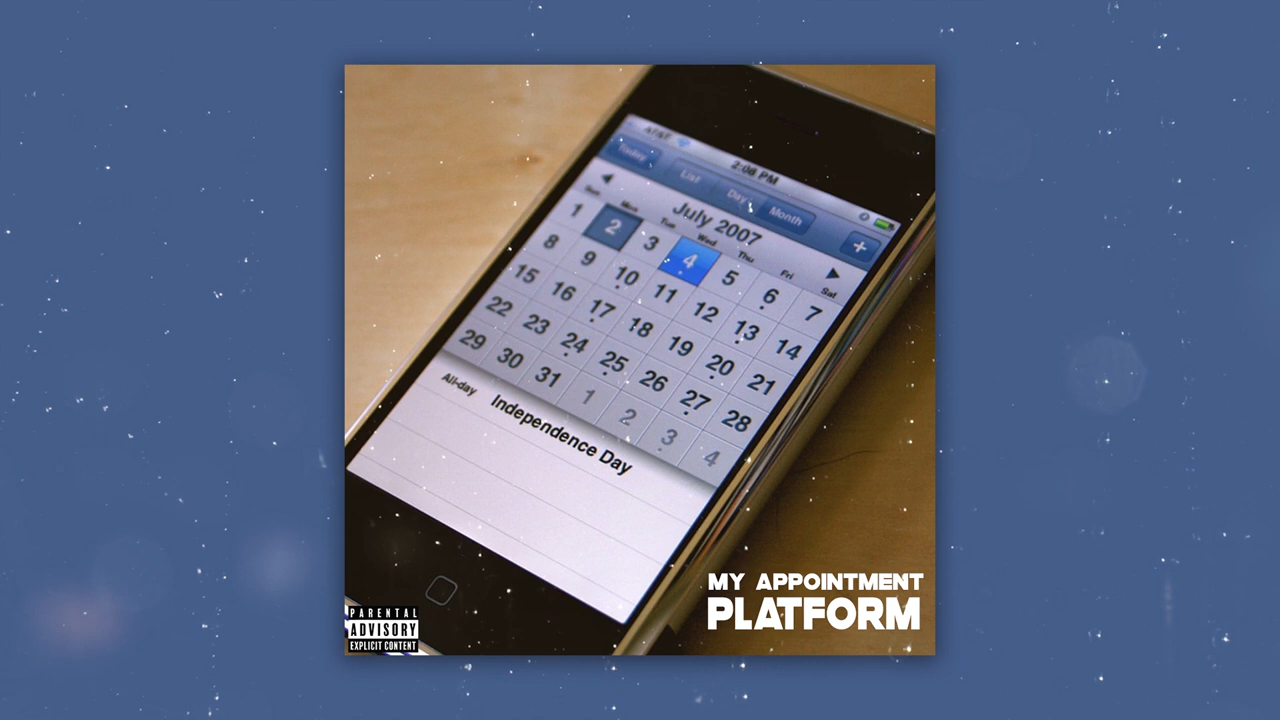 AT&T
2:06 PM
Today List Day Month +
July 2007
Sun Mon Tue Wed Thu Fri Sat
1 2 3 4 5 6 7
8 9 10 11 12 13 14
15 16 17 18 19 20 21
22 23 24 25 26 27 28
29 30 31 1 2 3 4
All-day Independence Day
MY APPOINTMENT
PLATFORM
PARENTAL
ADVISORY
EXPLICIT CONTENT